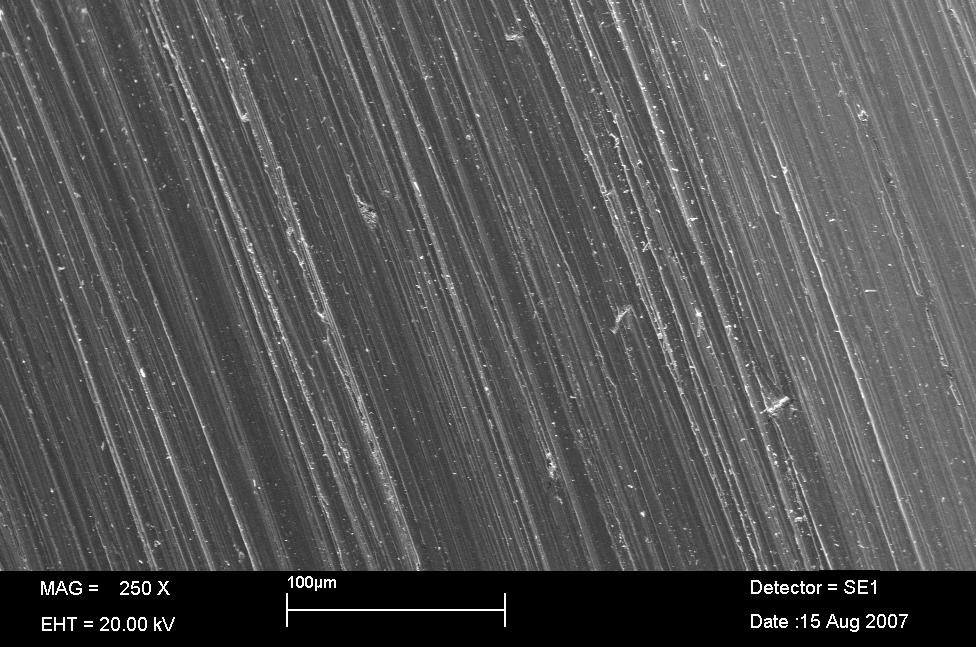 MAG = 250 X
EHT = 20.00 kV
100µm
Detector = SE1
Date :15 Aug 2007